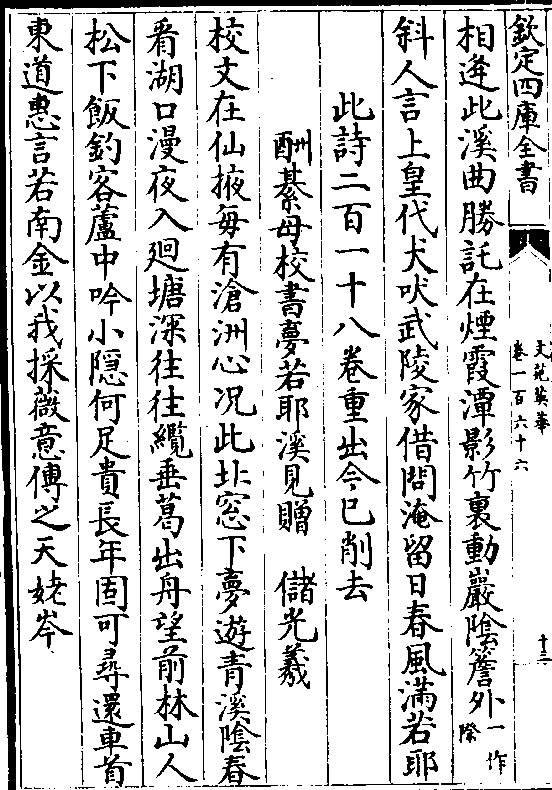 欽定四庫全書
文苑英華
卷一百六十六
十三
相逢此溪曲勝託在煙霞潭影竹裏動巖陰簷外一作際
斜人言上皇代犬吠武陵家借問淹留日春風滿若耶
此詩二百一十八卷重出今已削去
酬綦毋校書夢若耶溪見贈 儲光羲
校文在仙掖每有滄洲心况此北窓下夢遊青溪陰春
看湖口漫夜入廻塘深往往纜垂葛出舟望前林山人
松下飯釣客蘆中吟小隠何足貴長年固可尋還車首
東道惠言若南金以我採薇意傳之天姥岑